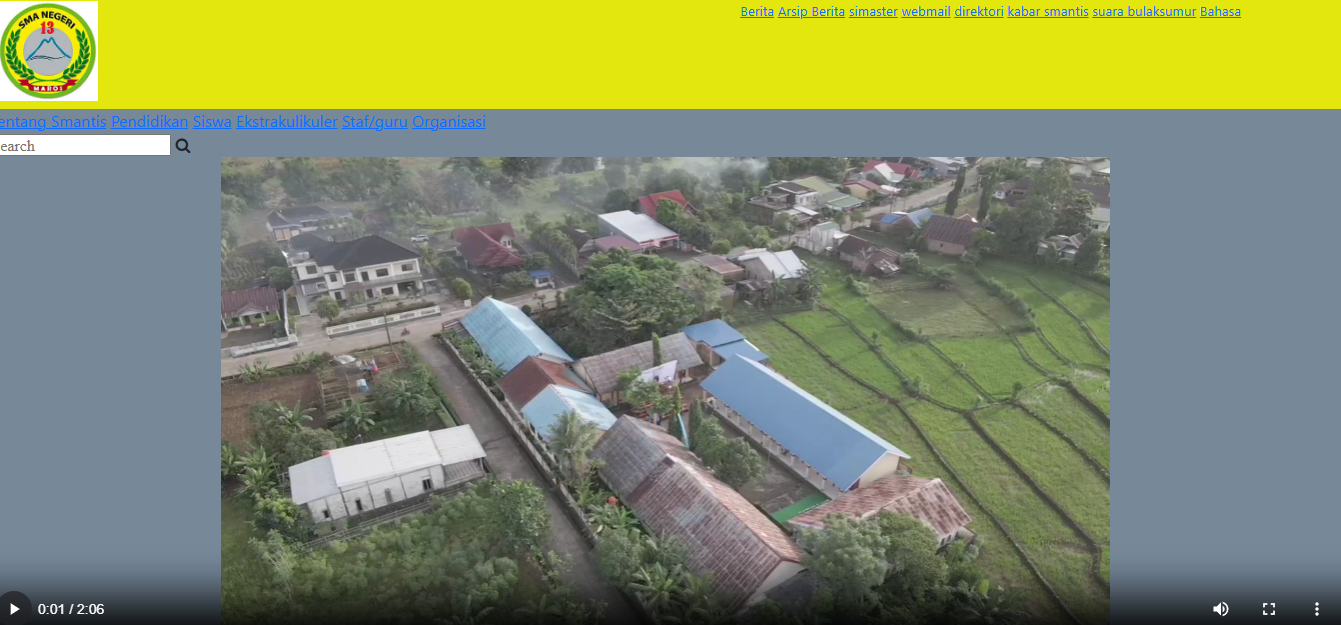 SMA NEGERI
13
MAROS
Berita Arsip Berita simaster webmail direktori kabar smantis suara bulaksumur Bahasa
entang Smantis Pendidikan Siswa Ekstrakulikuler Staf/guru Organisasi
earch
0:01 / 2:06